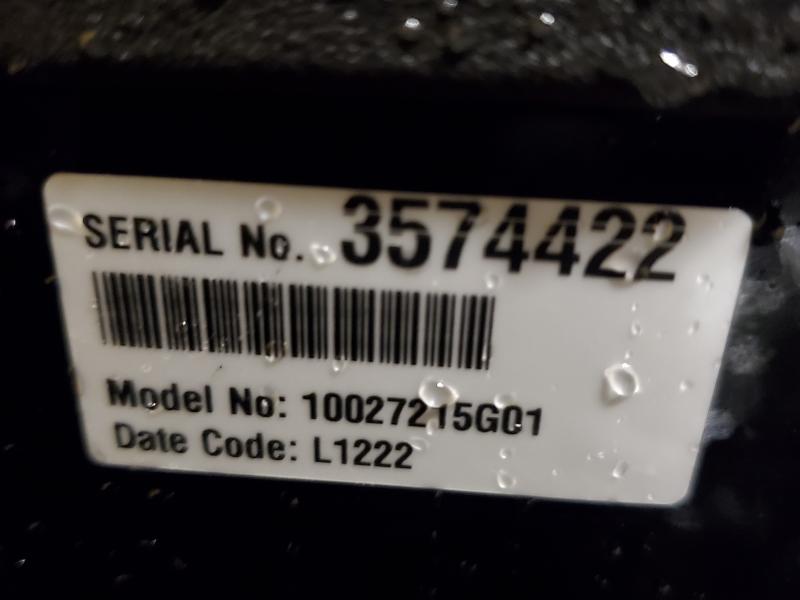 SERIAL No. 3574422
Model No: 10027215G01
Date Code: L1222